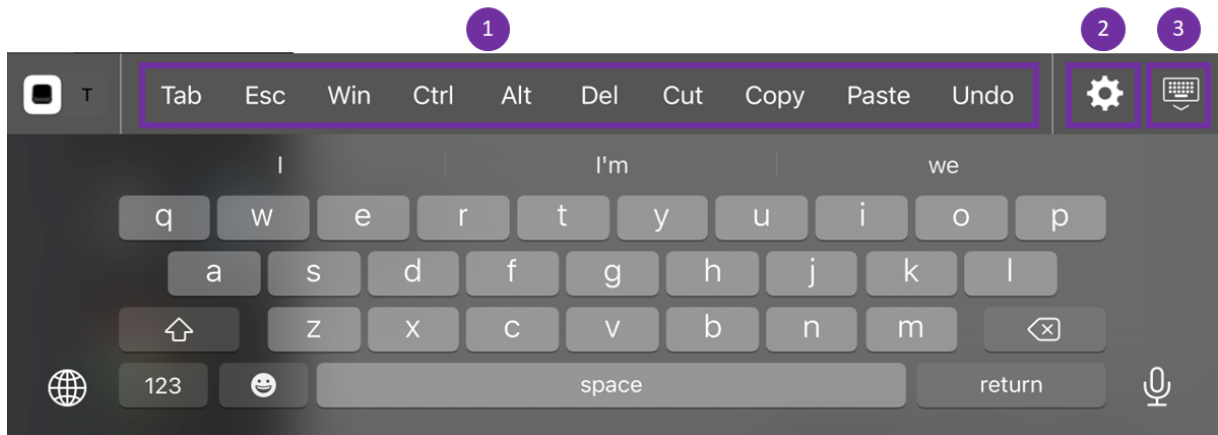 1 2 3
T Tab Esc Win Ctrl Alt Del Cut Copy Paste Undo
I I'm we
q w e r t y u i o p
a s d f g h j k l
z x c v b n m
123 space return